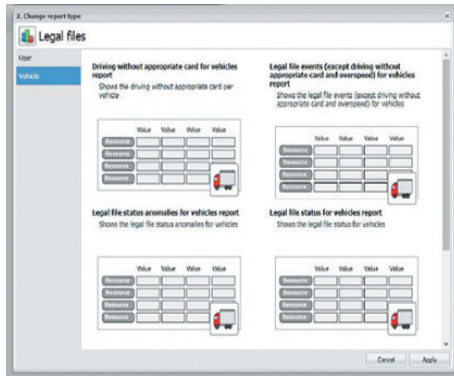 2. Change report type
Legal files
User
Vehicle
Driving without appropriate card for vehicles
report
Shows the driving without appropriate card per
vehicle
Value Value Value Value
Resource
Resource
Resource
Resource
Legal file events (except driving without
appropriate card and overspeed) for vehicles
report
Shows the legal file events (except driving without
appropriate card and overspeed) for vehicles
Value Value Value Value
Resource
Resource
Resource
Resource
Legal file status anomalies for vehicles report
Shows the legal file status anomalies for vehicles
Value Value Value Value
Resource
Resource
Resource
Resource
Legal file status for vehicles report
Shows the legal file status for vehicles
Value Value Value Value
Resource
Resource
Resource
Resource
Cancel Apply